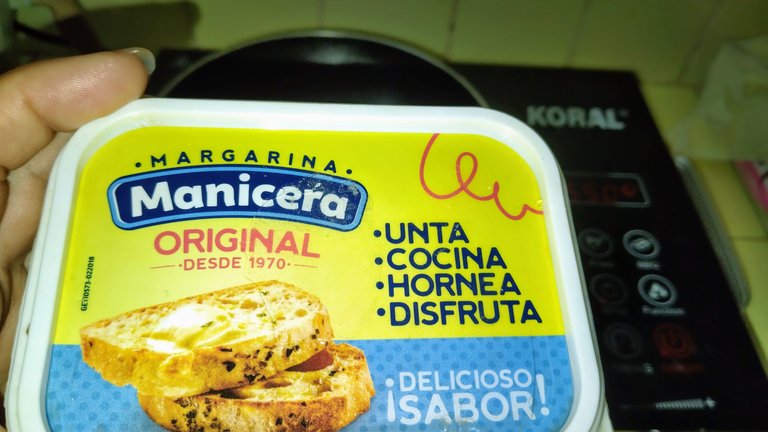 KORAL
•MARGARINA•
Manicera
ORIGINAL
DESDE 1970
•UNTA
•COCINA
•HORNEA
•DISFRUTA
¡DELICIOSO
SABOR!